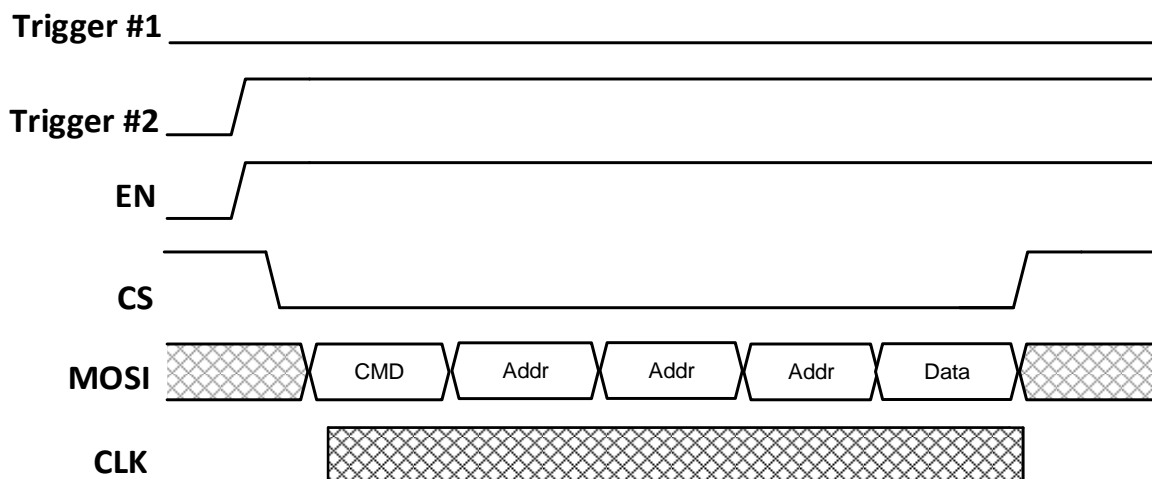 Trigger #1
Trigger #2
EN
CS
MOSI CMD Addr Addr Addr Data
CLK